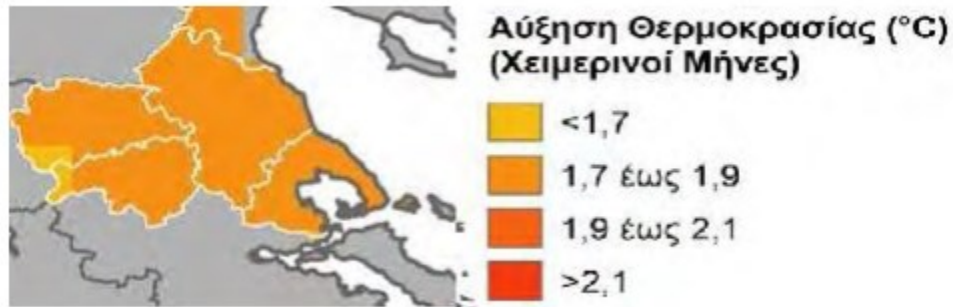 Αύξηση Θερμοκρασίας (°C)
(Χειμερινοί Μήνες)
<1,7
1,7 έως 1,9
1,9 έως 2,1
>2,1